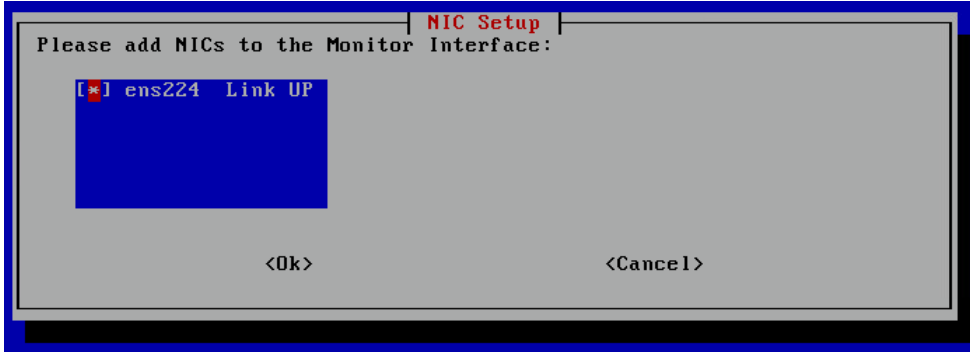 NIC Setup
Please add NICs to the Monitor Interface:
[*] ens224  Link UP
<Ok> <Cancel>